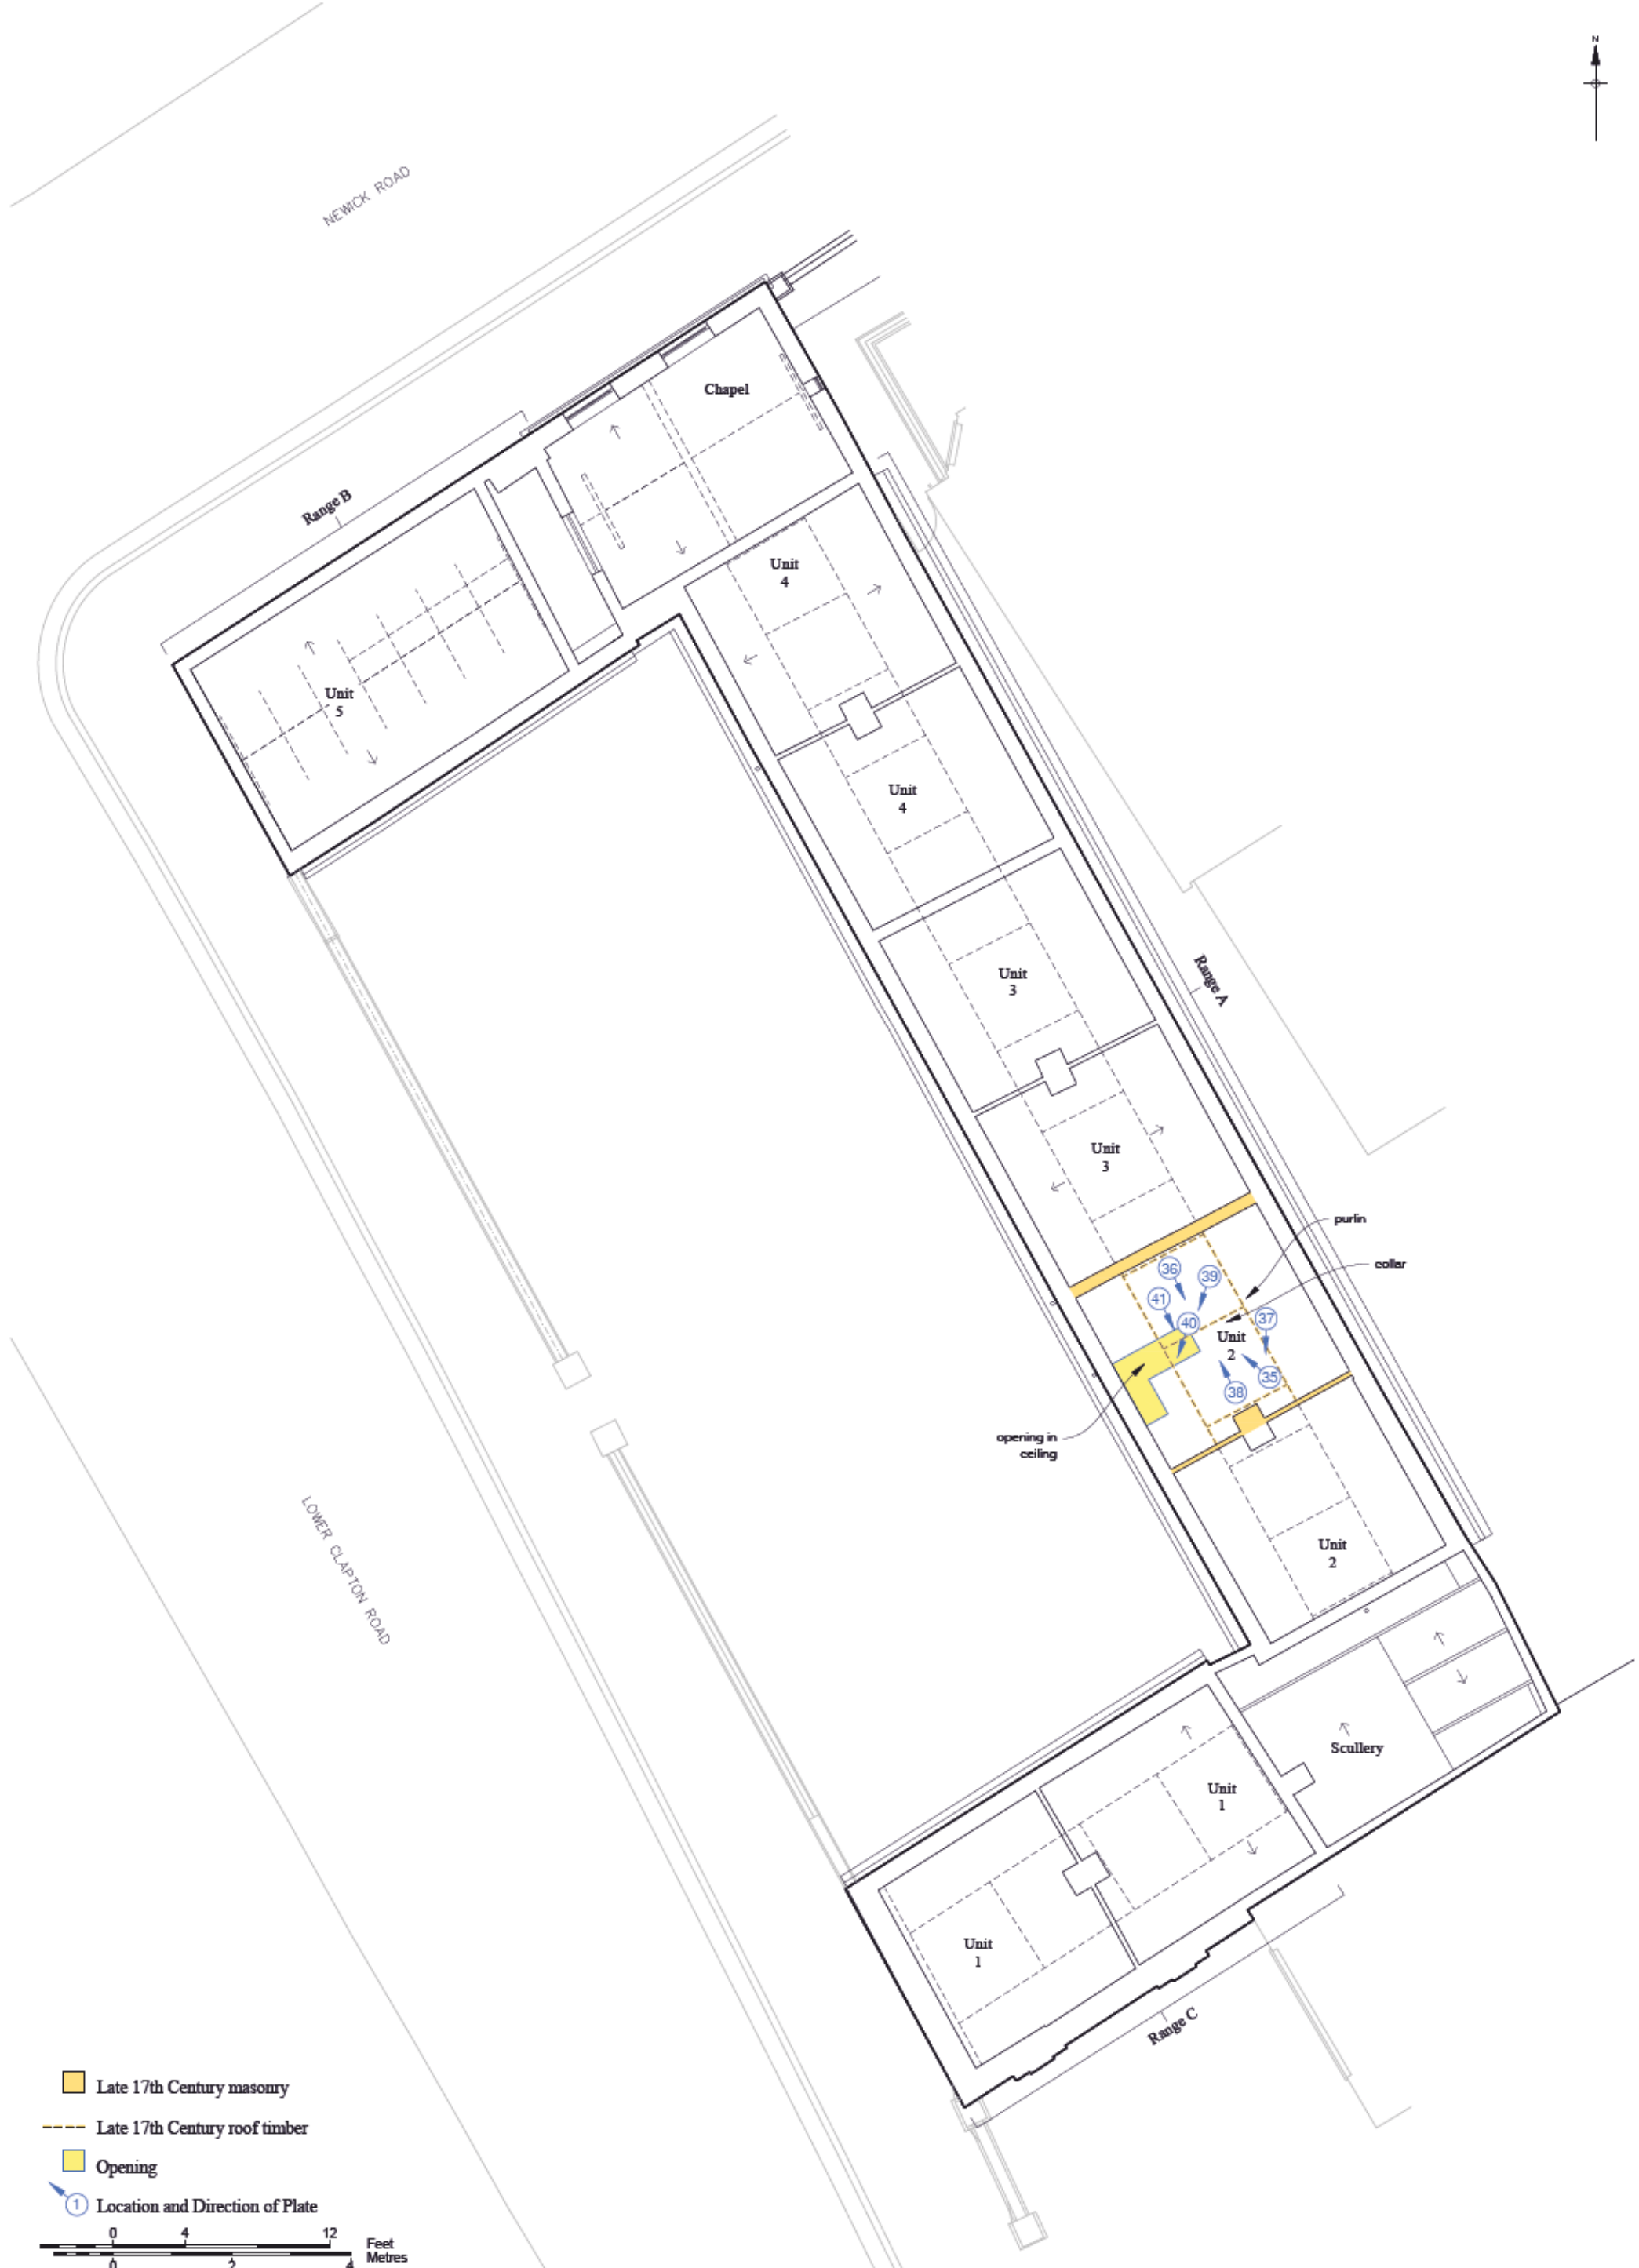 N
NEWICK ROAD
Chapel
Range B
Unit
4
Unit
5
Unit
4
Unit
3
Range A
Unit
3
purlin
collar
36
39
41
40
37
Unit
2
35
38
opening in
ceiling
LOWER CLAPTON ROAD
Unit
2
Scullery
Unit
1
Unit
1
Range C
Late 17th Century masonry
Late 17th Century roof timber
Opening
1 Location and Direction of Plate
0 4 12 Feet
Metres
0 2 4